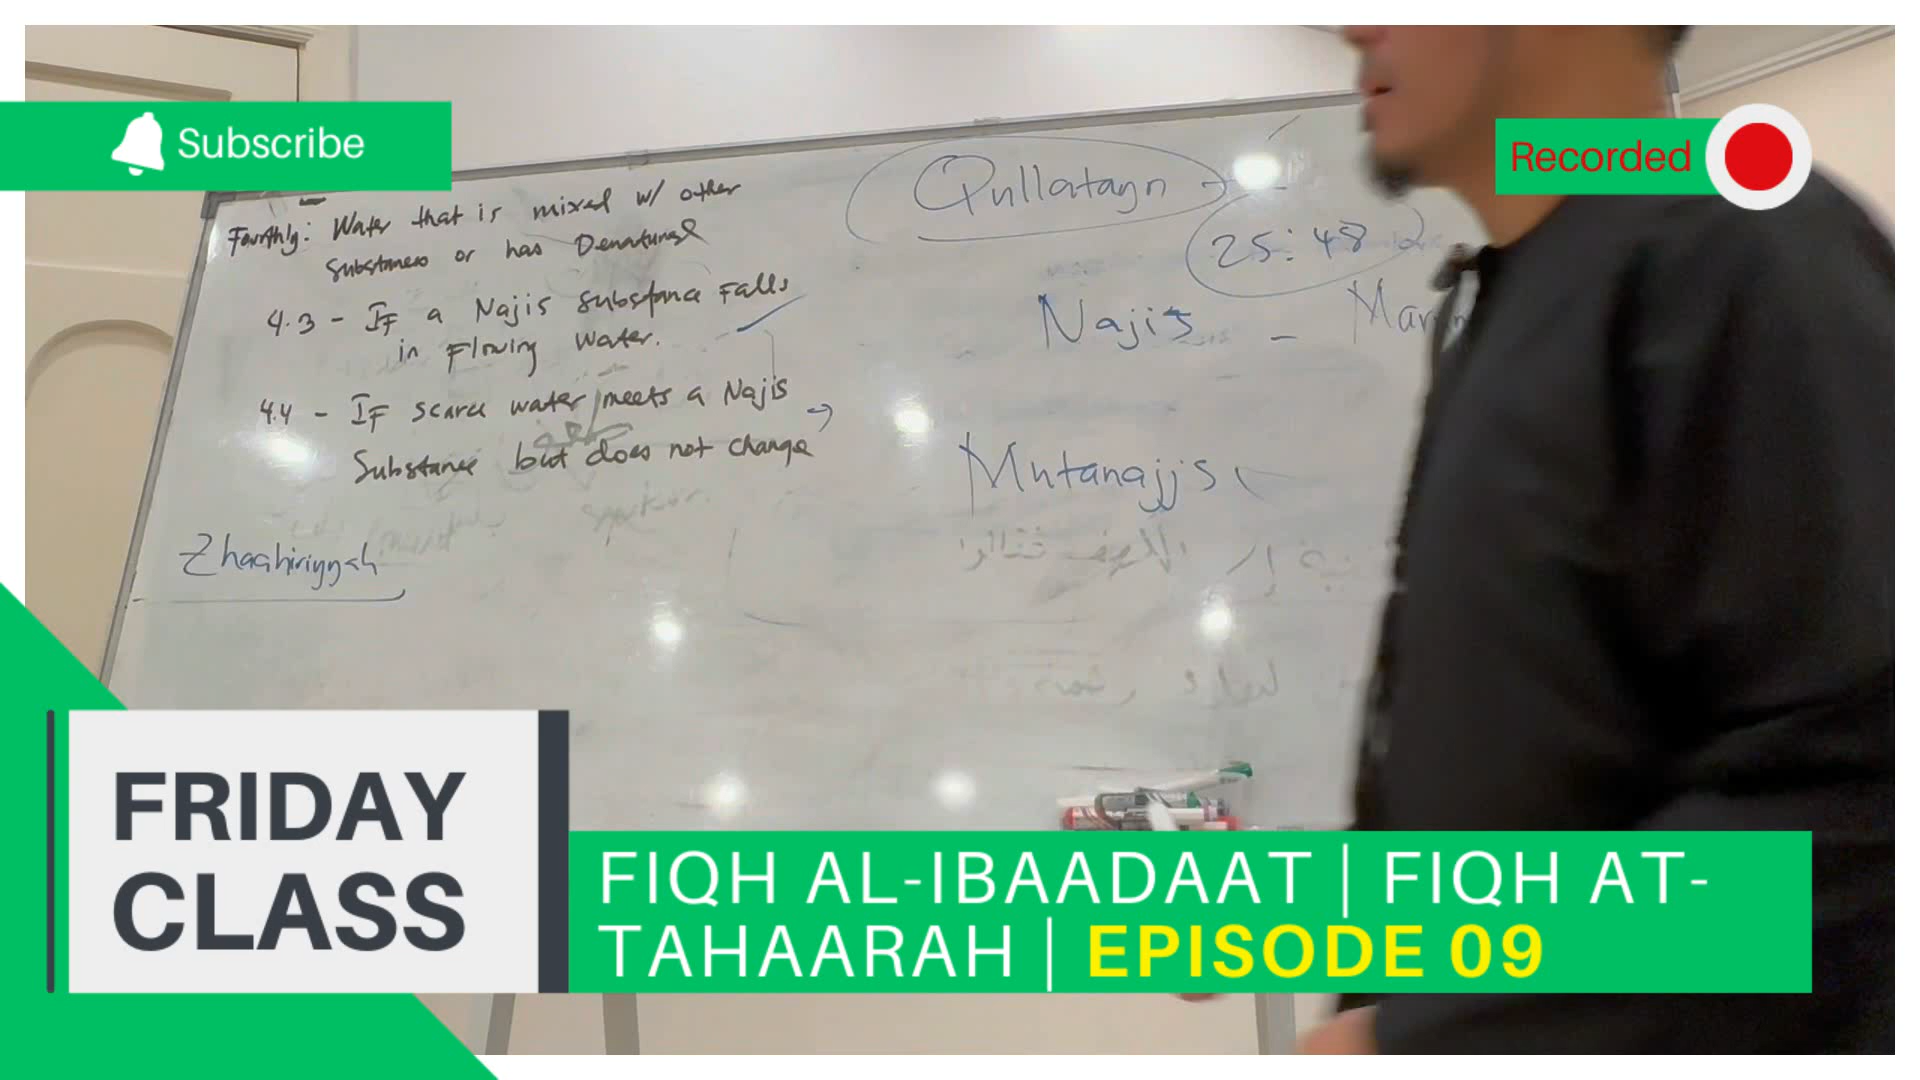 Subscribe
Recorded
Fourthly: Water that is mixed w/ other
substances or has Denatured
4.3 - IF a Najis substance Falls
in Flowing water.
4.4 - IF scarce water meets a Najis
Substance but does not change
Zhaahiriyyah
Qullatayn
25:48
Najis -
Mutanajjis
FRIDAY
CLASS
FIQH AL-IBAADAAT | FIQH AT-
TAHAARAH | EPISODE 09